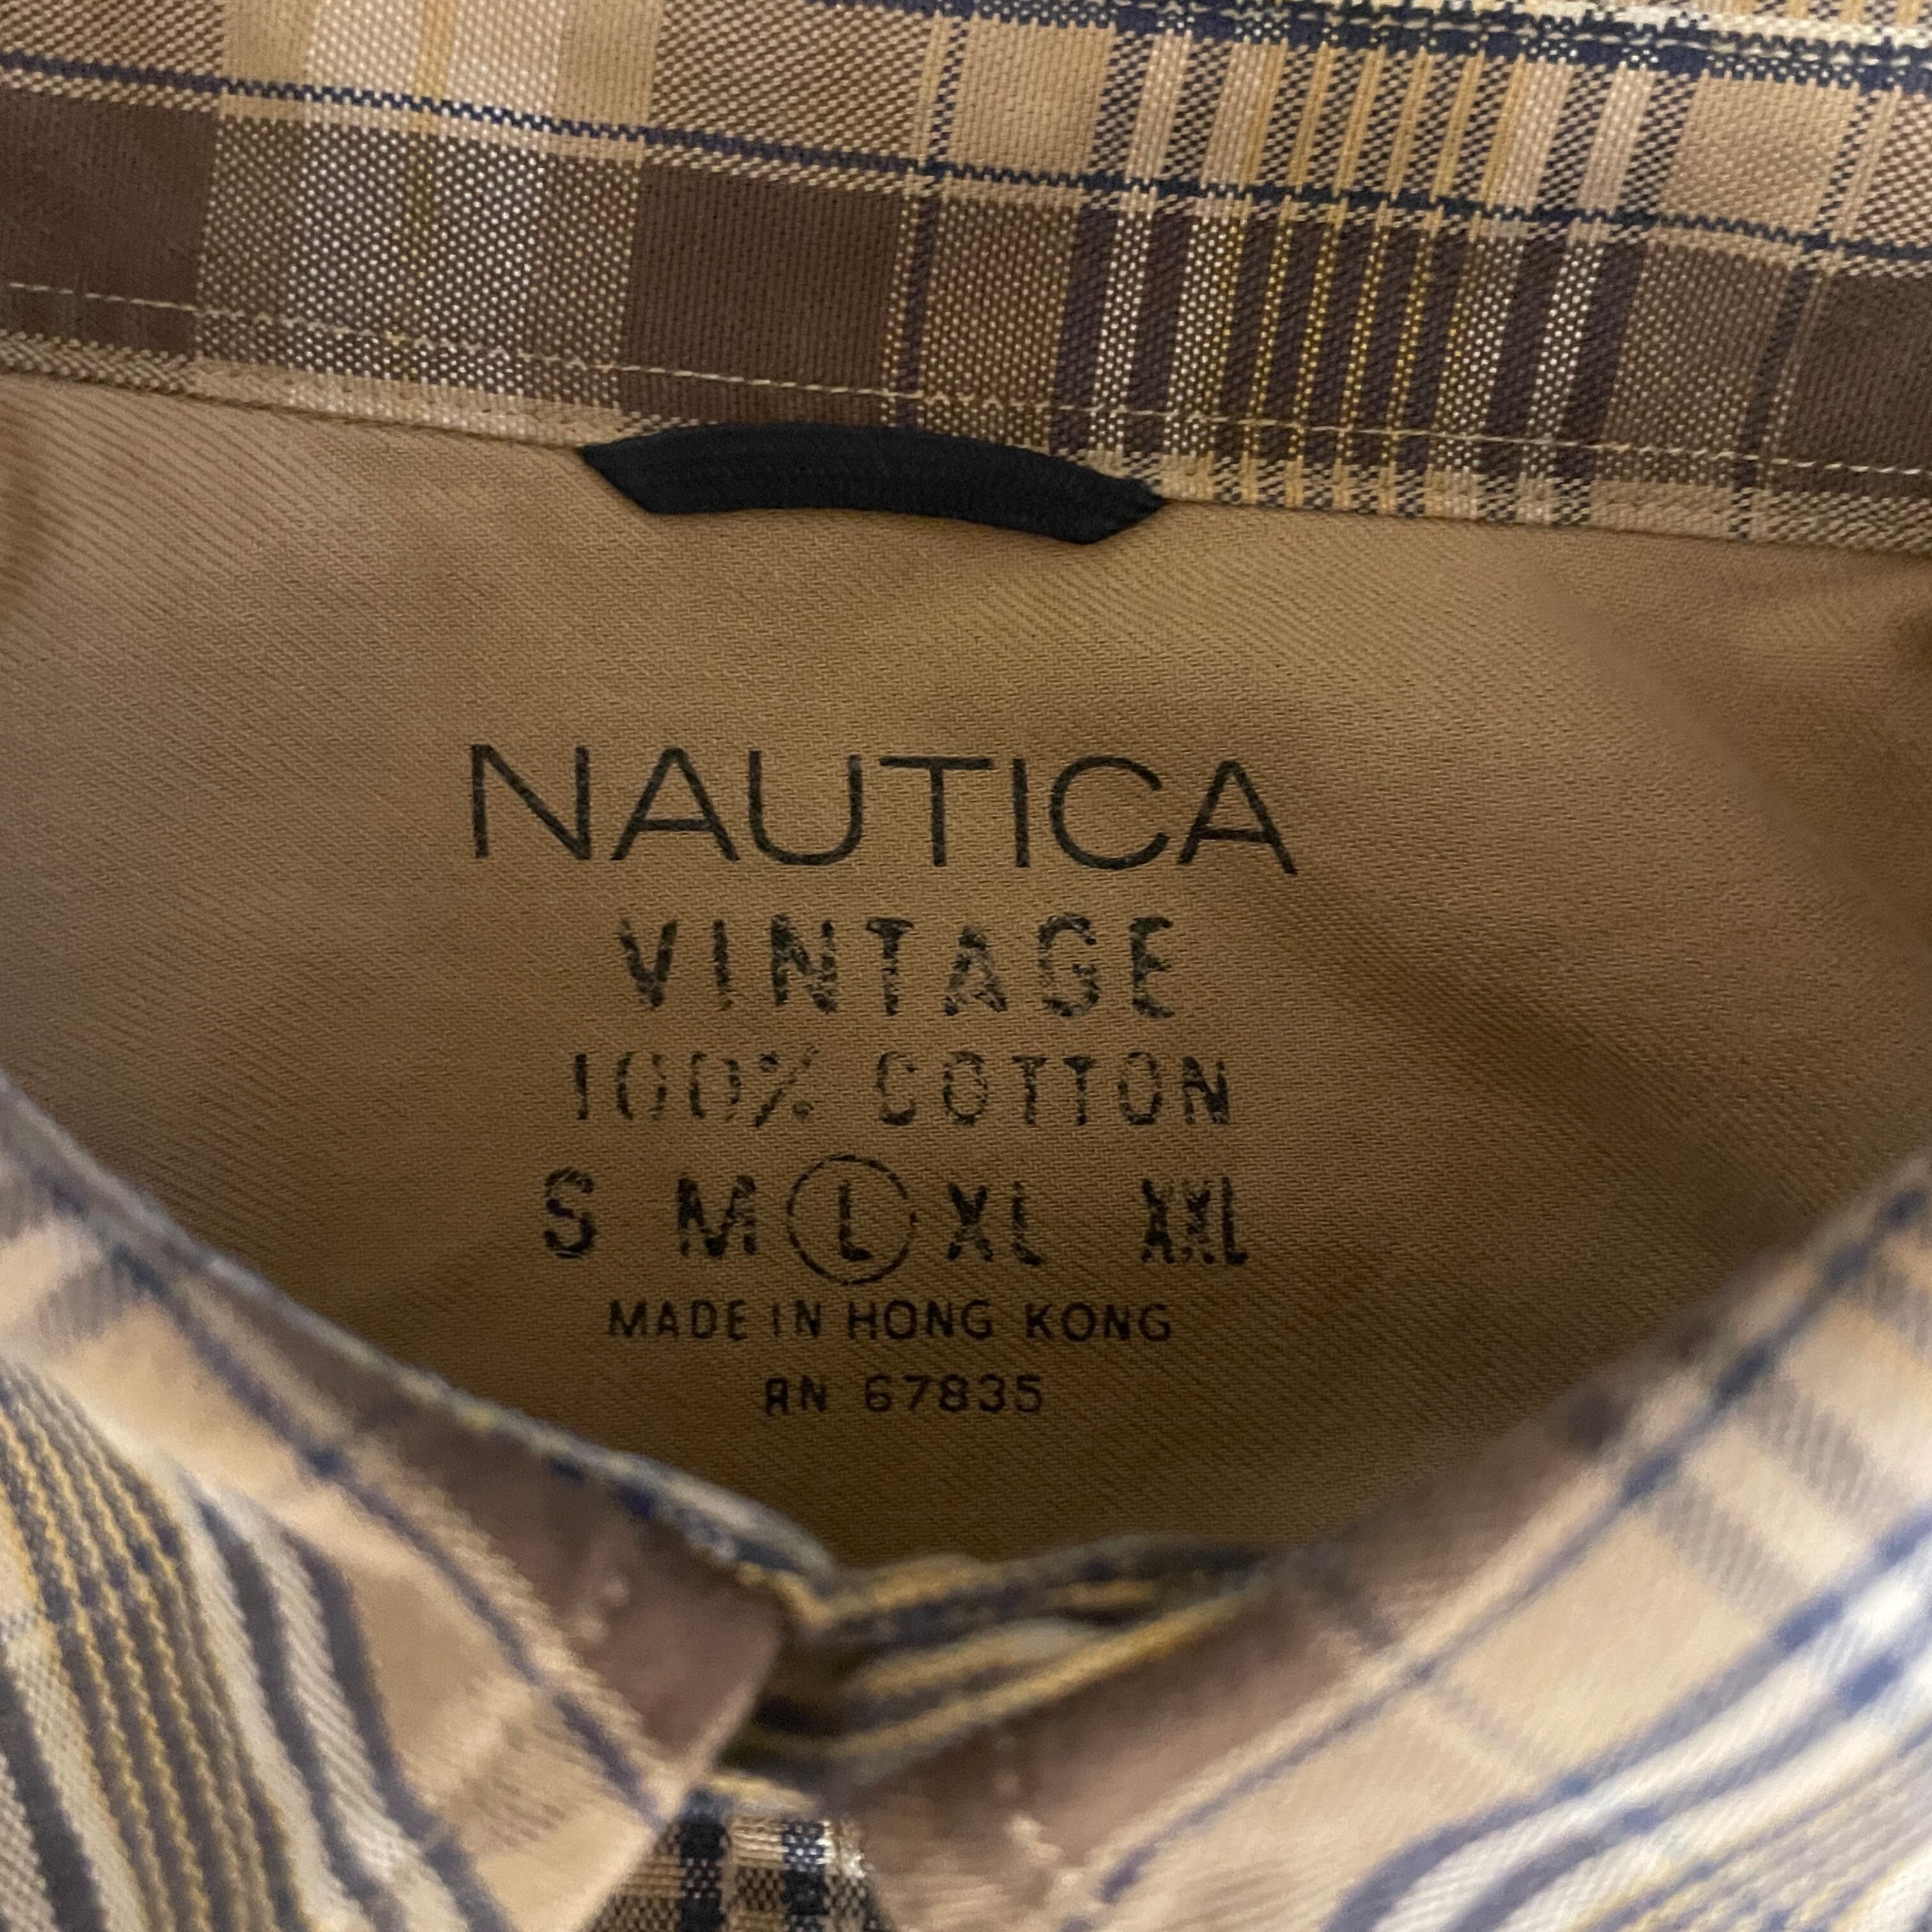 NAUTICA
VINTAGE
100% COTTON
S M L XL XXL
MADE IN HONG KONG
RN 67835